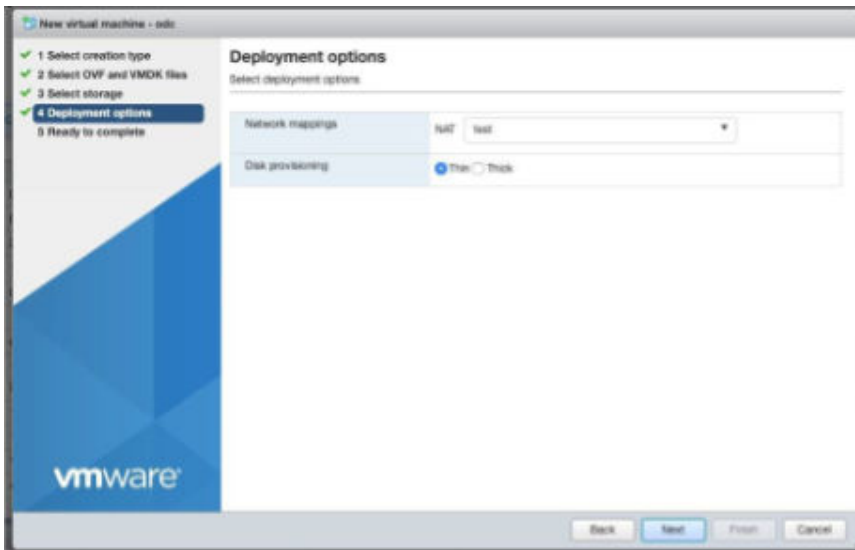 New virtual machine - odc
1 Select creation type
2 Select OVF and VMDK files
3 Select storage
4 Deployment options
5 Ready to complete
Deployment options
Select deployment options
Network mappings
NAT test
Disk provisioning
Thin Thick
vmware
Back Next Finish Cancel